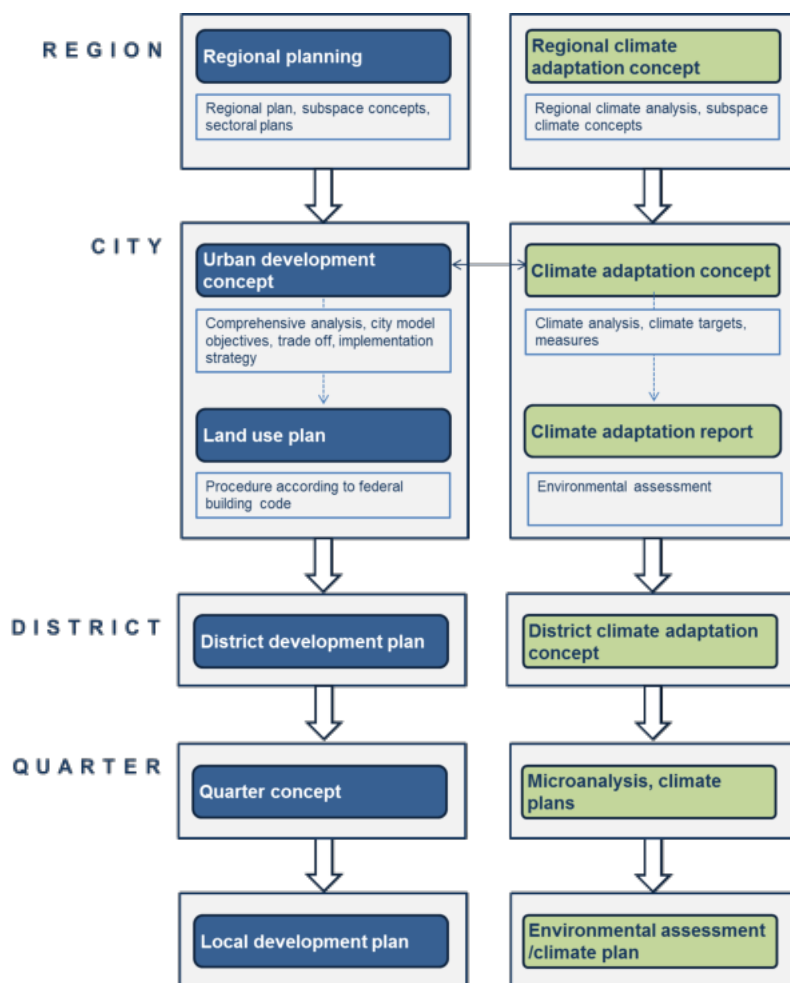 REGION
Regional planning
Regional plan, subspace concepts,
sectoral plans
Regional climate
adaptation concept
Regional climate analysis, subspace
climate concepts
CITY
Urban development
concept
Comprehensive analysis, city model
objectives, trade off, implementation
strategy
Land use plan
Procedure according to federal
building code
Climate adaptation concept
Climate analysis, climate targets,
measures
Climate adaptation report
Environmental assessment
DISTRICT
District development plan
District climate adaptation
concept
QUARTER
Quarter concept
Microanalysis, climate
plans
Local development plan
Environmental assessment
/climate plan